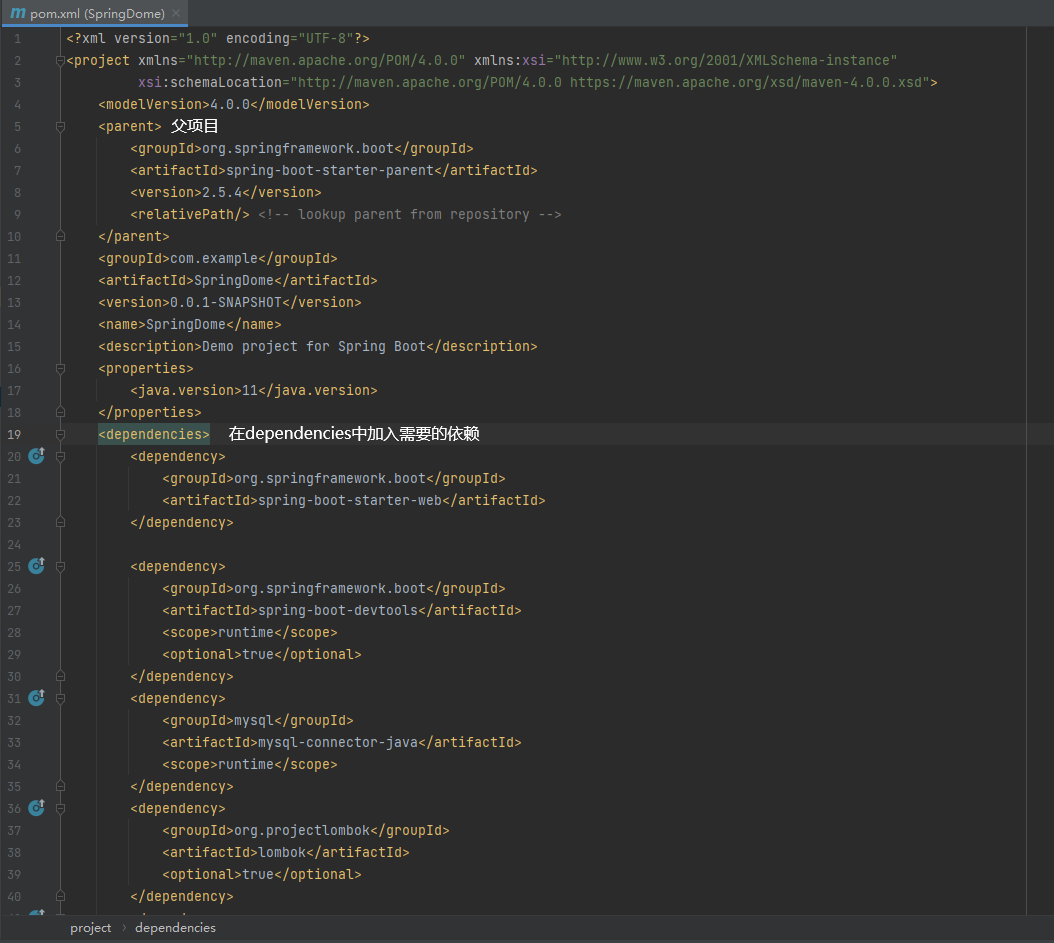 pom.xml (SpringDome)
1 <?xml version="1.0" encoding="UTF-8"?>
2 <project xmlns="http://maven.apache.org/POM/4.0.0" xmlns:xsi="http://www.w3.org/2001/XMLSchema-instance"
3 xsi:schemaLocation="http://maven.apache.org/POM/4.0.0 https://maven.apache.org/xsd/maven-4.0.0.xsd">
4 <modelVersion>4.0.0</modelVersion>
5 <parent> 父项目
6 <groupId>org.springframework.boot</groupId>
7 <artifactId>spring-boot-starter-parent</artifactId>
8 <version>2.5.4</version>
9 <relativePath/> <!-- lookup parent from repository -->
10 </parent>
11 <groupId>com.example</groupId>
12 <artifactId>SpringDome</artifactId>
13 <version>0.0.1-SNAPSHOT</version>
14 <name>SpringDome</name>
15 <description>Demo project for Spring Boot</description>
16 <properties>
17 <java.version>11</java.version>
18 </properties>
19 <dependencies> 在dependencies中加入需要的依赖
20 <dependency>
21 <groupId>org.springframework.boot</groupId>
22 <artifactId>spring-boot-starter-web</artifactId>
23 </dependency>
24
25 <dependency>
26 <groupId>org.springframework.boot</groupId>
27 <artifactId>spring-boot-devtools</artifactId>
28 <scope>runtime</scope>
29 <optional>true</optional>
30 </dependency>
31 <dependency>
32 <groupId>mysql</groupId>
33 <artifactId>mysql-connector-java</artifactId>
34 <scope>runtime</scope>
35 </dependency>
36 <dependency>
37 <groupId>org.projectlombok</groupId>
38 <artifactId>lombok</artifactId>
39 <optional>true</optional>
40 </dependency>
project › dependencies